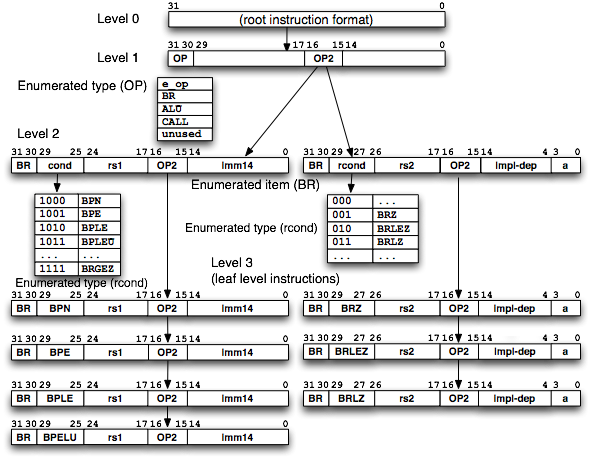 Level 0
31 0
(root instruction format)
Level 1
31 30 29 17 16 15 14 0
OP OP2
Enumerated type (OP)
e_op
BR
ALU
CALL
unused
Level 2
31 30 29 25 24 17 16 15 14 0
BR cond rs1 OP2 Imm14
31 30 29 27 26 17 16 15 14 4 3 0
BR rcond rs2 OP2 Impl-dep a
Enumerated item (BR)
1000 BPN
1001 BPE
1010 BPLE
1011 BPLEU
... ...
1111 BRGEZ
Enumerated type (rcond)
000 ...
001 BRZ
010 BRLEZ
011 BRLZ
... ...
Enumerated type (rcond)
Level 3
(leaf level instructions)
31 30 29 25 24 17 16 15 14 0
BR BPN rs1 OP2 Imm14
31 30 29 27 26 17 16 15 14 4 3 0
BR BRZ rs2 OP2 Impl-dep a
31 30 29 25 24 17 16 15 14 0
BR BPE rs1 OP2 Imm14
31 30 29 27 26 17 16 15 14 4 3 0
BR BRLEZ rs2 OP2 Impl-dep a
31 30 29 25 24 17 16 15 14 0
BR BPLE rs1 OP2 Imm14
31 30 29 27 26 17 16 15 14 4 3 0
BR BRLZ rs2 OP2 Impl-dep a
31 30 29 25 24 17 16 15 14 0
BR BPELU rs1 OP2 Imm14